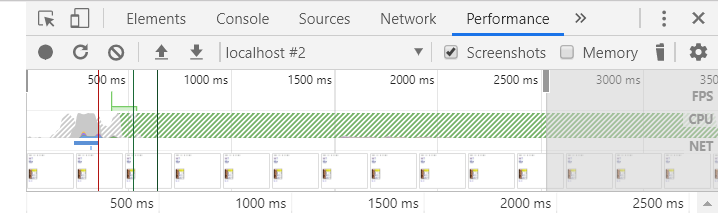 Elements Console Sources Network Performance »
localhost #2 Screenshots Memory
500 ms 1000 ms 1500 ms 2000 ms 2500 ms 3000 ms 350
FPS
CPU
NET
500 ms 1000 ms 1500 ms 2000 ms 2500 ms